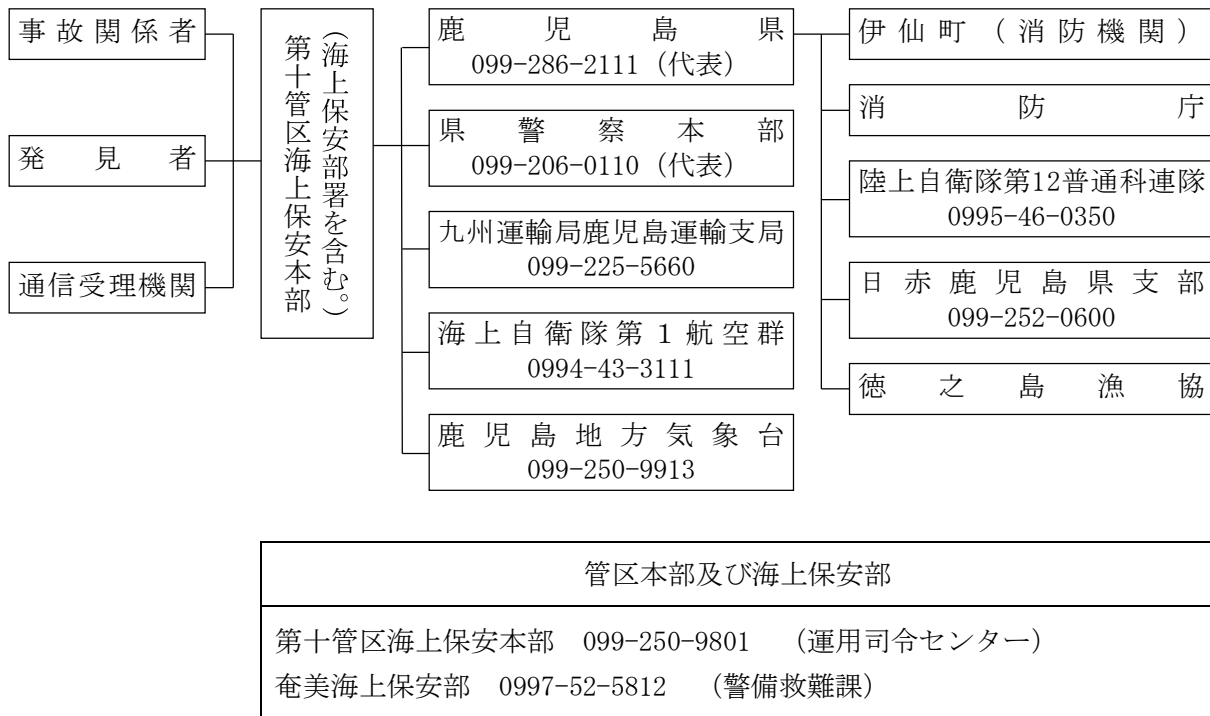 事故関係者
発見者
通信受理機関
第十管区海上保安本部
（海上保安部署を含む。）
鹿児島県
099-286-2111（代表）
県警察本部
099-206-0110（代表）
九州運輸局鹿児島運輸支局
099-225-5660
海上自衛隊第１航空群
0994-43-3111
鹿児島地方気象台
099-250-9913
伊仙町（消防機関）
消防庁
陸上自衛隊第12普通科連隊
0995-46-0350
日赤鹿児島県支部
099-252-0600
徳之島漁協
管区本部及び海上保安部
第十管区海上保安本部　099-250-9801　（運用司令センター）
奄美海上保安部　0997-52-5812　（警備救難課）